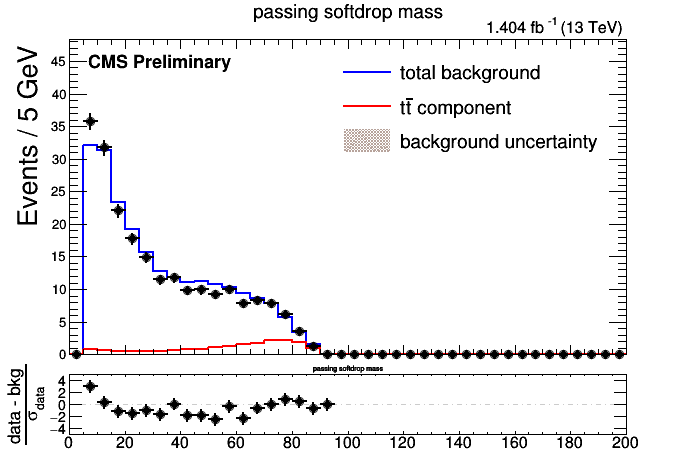 passing softdrop mass
1.404 fb⁻¹ (13 TeV)
CMS Preliminary
total background
tt̅ component
background uncertainty
Events / 5 GeV
45
40
35
30
25
20
15
10
5
0
passing softdrop mass
data - bkg
σdata
4
2
0
−2
−4
0 20 40 60 80 100 120 140 160 180 200